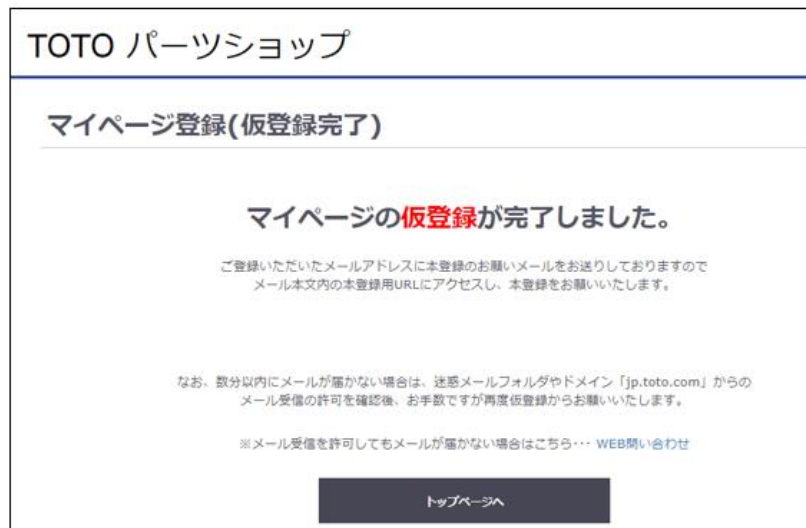 TOTO パーツショップ
マイページ登録(仮登録完了)
マイページの仮登録が完了しました。
ご登録いただいたメールアドレスに本登録のお願いメールをお送りしておりますので
メール本文内の本登録用URLにアクセスし、本登録をお願いいたします。
なお、数分以内にメールが届かない場合は、迷惑メールフォルダやドメイン「jp.toto.com」からの
メール受信の許可を確認後、お手数ですが再度仮登録からお願いいたします。
※メール受信を許可してもメールが届かない場合はこちら･･･ WEB問い合わせ
トップページへ